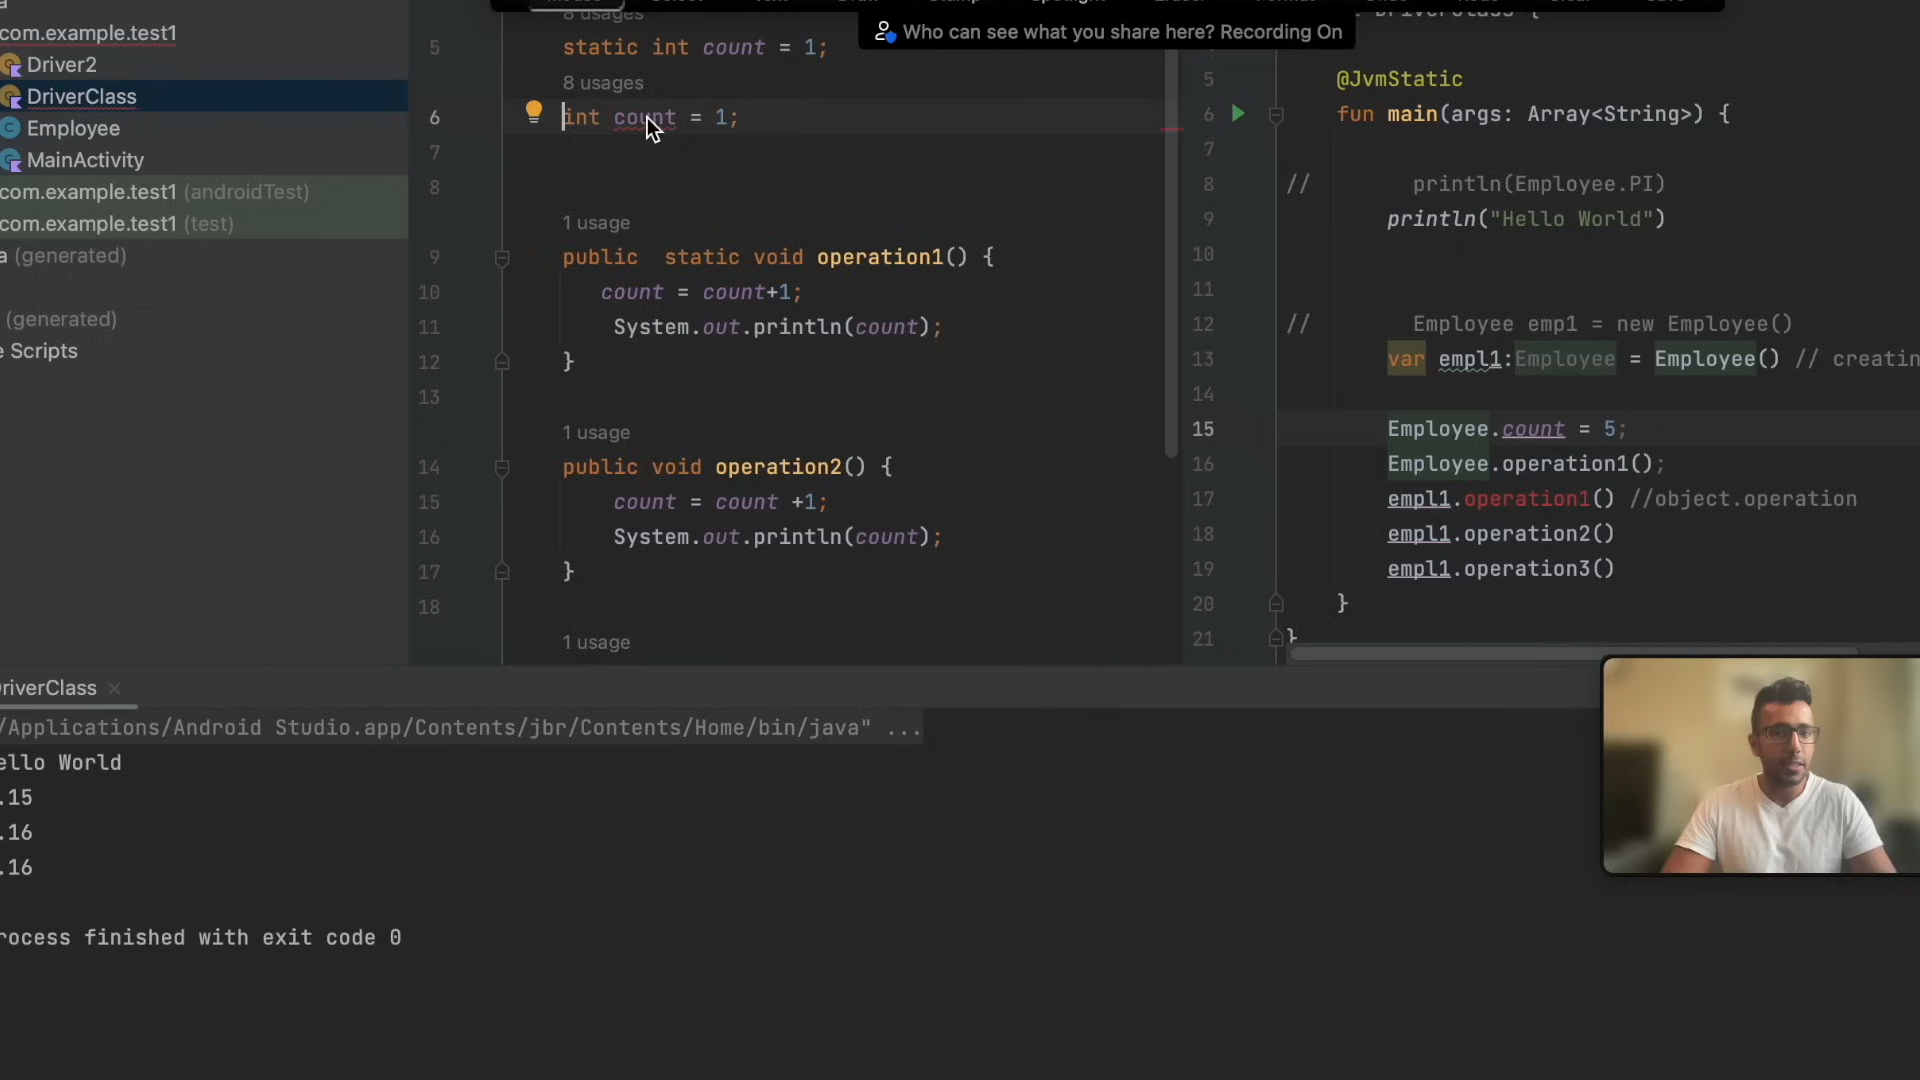 Who can see what you share here? Recording On
com.example.test1
Driver2
DriverClass
Employee
MainActivity
com.example.test1 (androidTest)
com.example.test1 (test)
a (generated)
(generated)
e Scripts
8 usages
5 static int count = 1;
8 usages
6 int count = 1;
7
8
1 usage
9 public static void operation1() {
10 count = count+1;
11 System.out.println(count);
12 }
13
1 usage
14 public void operation2() {
15 count = count +1;
16 System.out.println(count);
17 }
18
1 usage
5 @JvmStatic
6 fun main(args: Array<String>) {
7
8 // println(Employee.PI)
9 println("Hello World")
10
11
12 // Employee emp1 = new Employee()
13 var empl1:Employee = Employee() // creatin
14
15 Employee.count = 5;
16 Employee.operation1();
17 empl1.operation1() //object.operation
18 empl1.operation2()
19 empl1.operation3()
20 }
21 }
DriverClass
/Applications/Android Studio.app/Contents/jbr/Contents/Home/bin/java" ...
ello World
.15
.16
.16
rocess finished with exit code 0